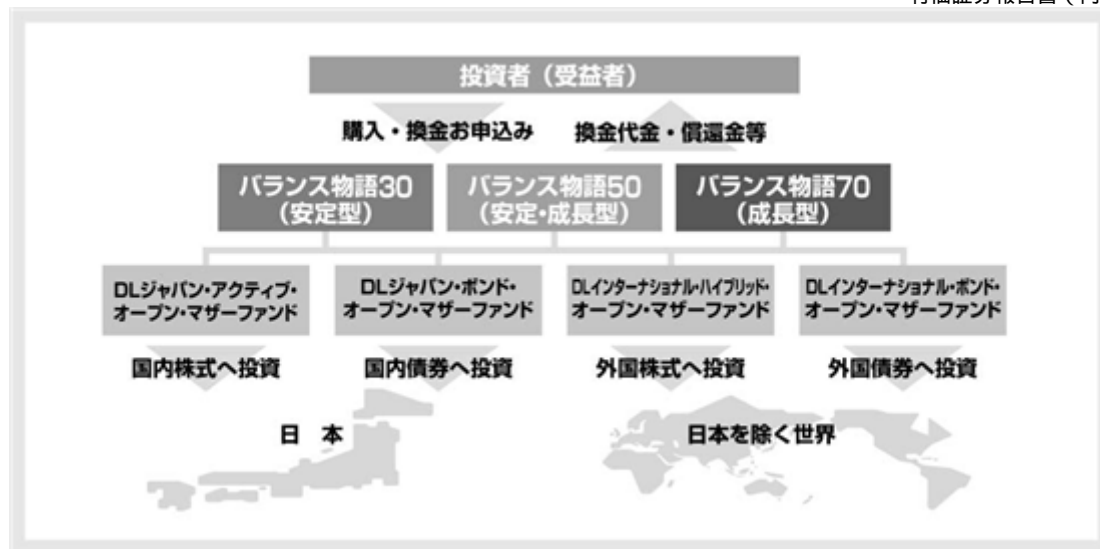 投資者（受益者）
購入・換金お申込み
換金代金・償還金等
バランス物語30
（安定型）
バランス物語50
（安定・成長型）
バランス物語70
（成長型）
DLジャパン・アクティブ・
オープン・マザーファンド
DLジャパン・ボンド・
オープン・マザーファンド
DLインターナショナル・ハイブリッド・
オープン・マザーファンド
DLインターナショナル・ボンド・
オープン・マザーファンド
国内株式へ投資
国内債券へ投資
外国株式へ投資
外国債券へ投資
日 本
日本を除く世界